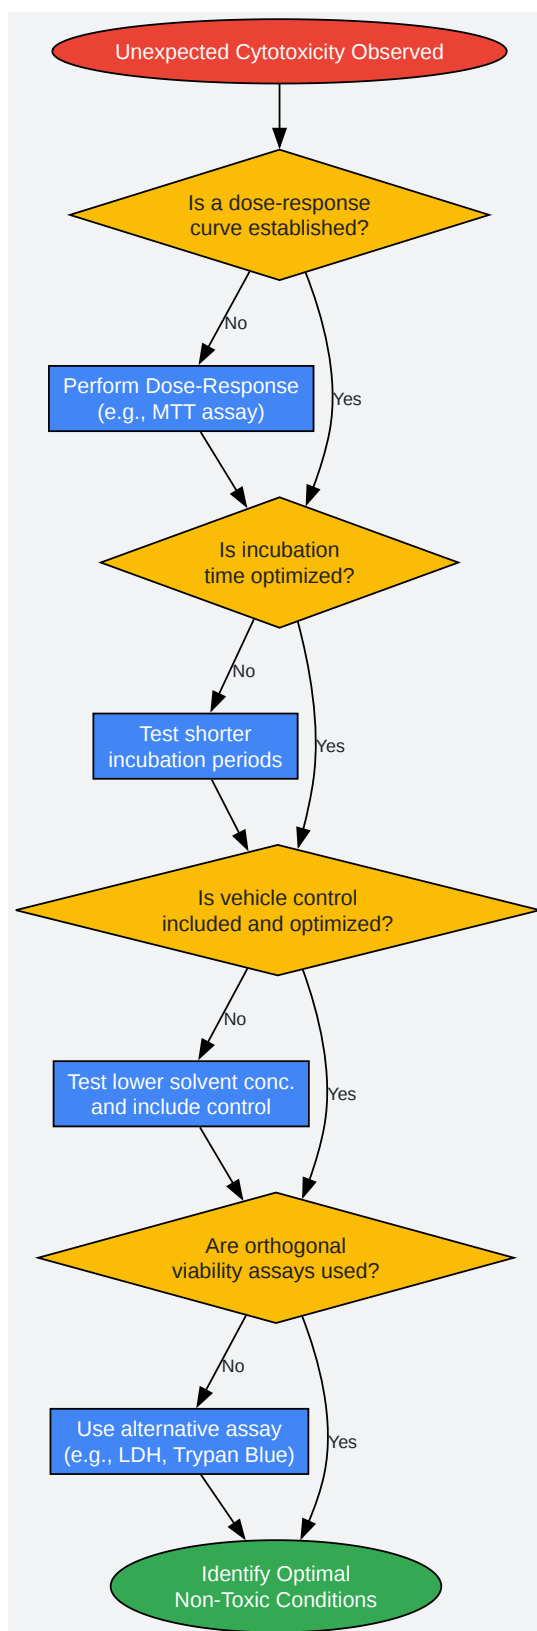 Unexpected Cytotoxicity Observed
Is a dose-response
curve established?
No
Yes
Perform Dose-Response
(e.g., MTT assay)
Is incubation
time optimized?
No
Yes
Test shorter
incubation periods
Is vehicle control
included and optimized?
No
Yes
Test lower solvent conc.
and include control
Are orthogonal
viability assays used?
No
Yes
Use alternative assay
(e.g., LDH, Trypan Blue)
Identify Optimal
Non-Toxic Conditions